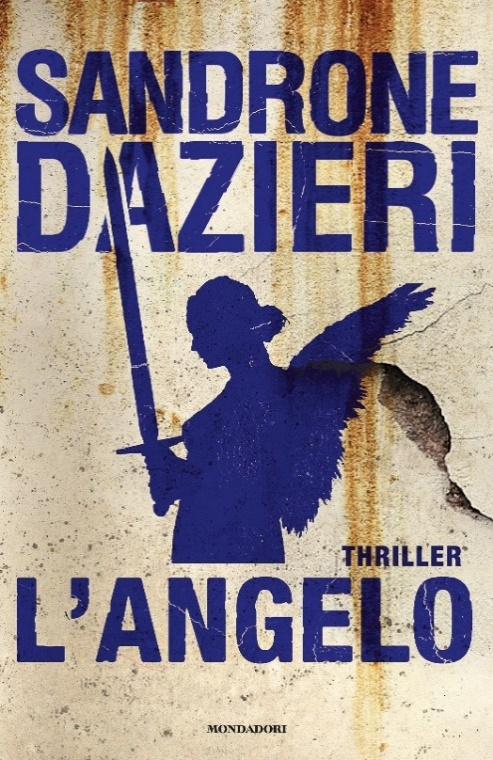 SANDRONE
DAZIERI
THRILLER
L'ANGELO
MONDADORI